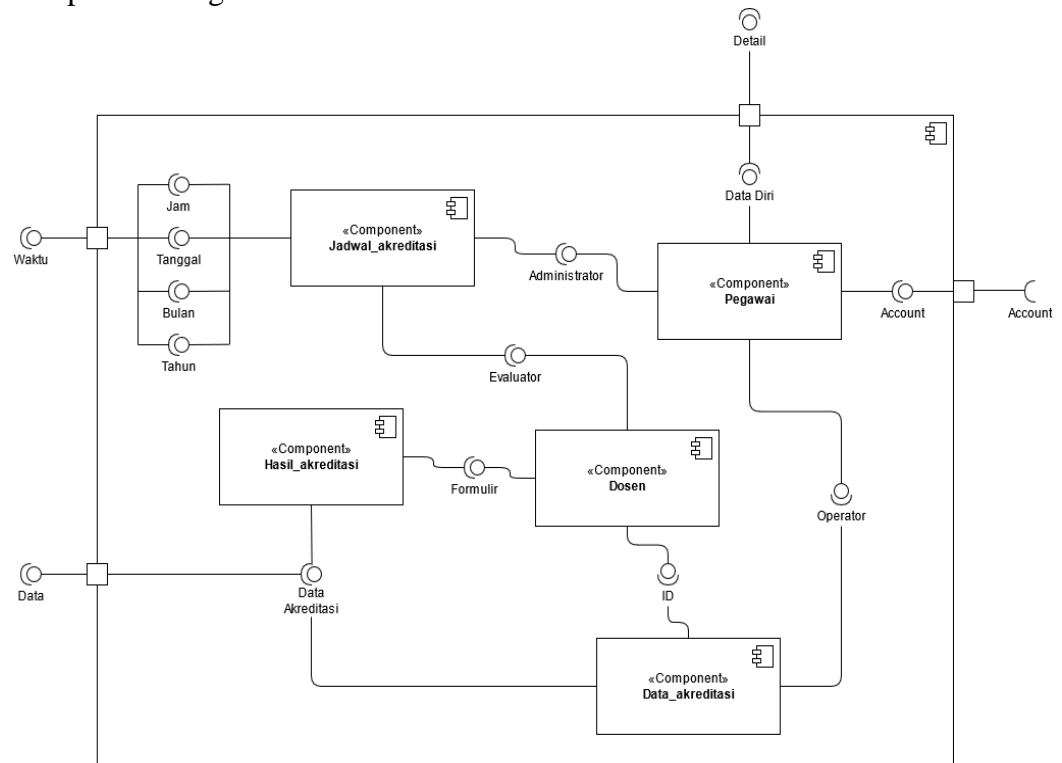 Detail
Data Diri
Jam
«Component»
Jadwal_akreditasi
Waktu
Tanggal
Administrator
«Component»
Pegawai
Bulan
Account
Account
Tahun
Evaluator
«Component»
Hasil_akreditasi
«Component»
Dosen
Formulir
Operator
Data
Data
Akreditasi
ID
«Component»
Data_akreditasi